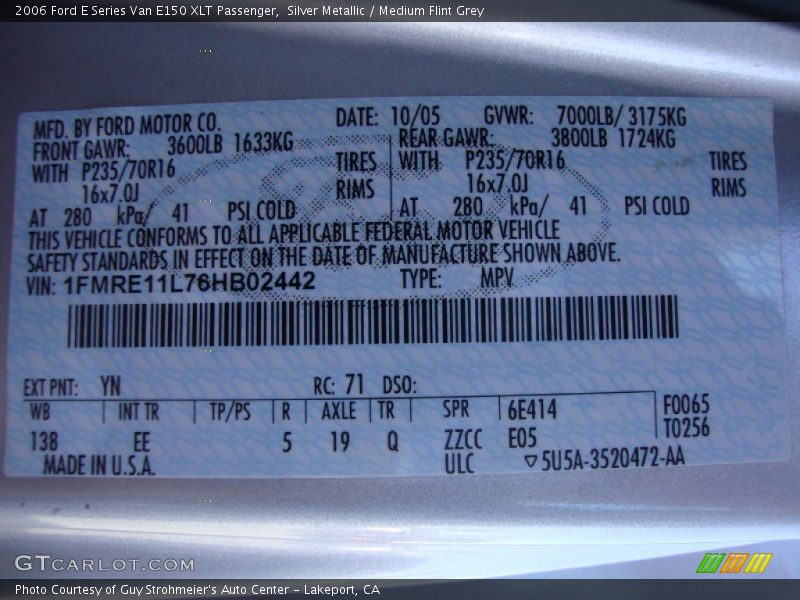 2006 Ford E Series Van E150 XLT Passenger,  Silver Metallic / Medium Flint Grey
MFD. BY FORD MOTOR CO. DATE: 10/05 GVWR: 7000LB/ 3175KG
FRONT GAWR: 3600LB 1633KG REAR GAWR: 3800LB 1724KG
WITH P235/70R16 TIRES WITH P235/70R16 TIRES
16x7.0J RIMS 16x7.0J RIMS
AT 280 kPa/ 41 PSI COLD AT 280 kPa/ 41 PSI COLD
THIS VEHICLE CONFORMS TO ALL APPLICABLE FEDERAL MOTOR VEHICLE
SAFETY STANDARDS IN EFFECT ON THE DATE OF MANUFACTURE SHOWN ABOVE.
VIN: 1FMRE11L76HB02442 TYPE: MPV
EXT PNT: YN RC: 71 DSO:
WB INT TR TP/PS R AXLE TR SPR 6E414 F0065
138 EE 5 19 Q ZZCC E05 T0256
MADE IN U.S.A. ULC ▽5U5A-3520472-AA
GTCARLOT.COM
Photo Courtesy of Guy Strohmeier's Auto Center - Lakeport, CA